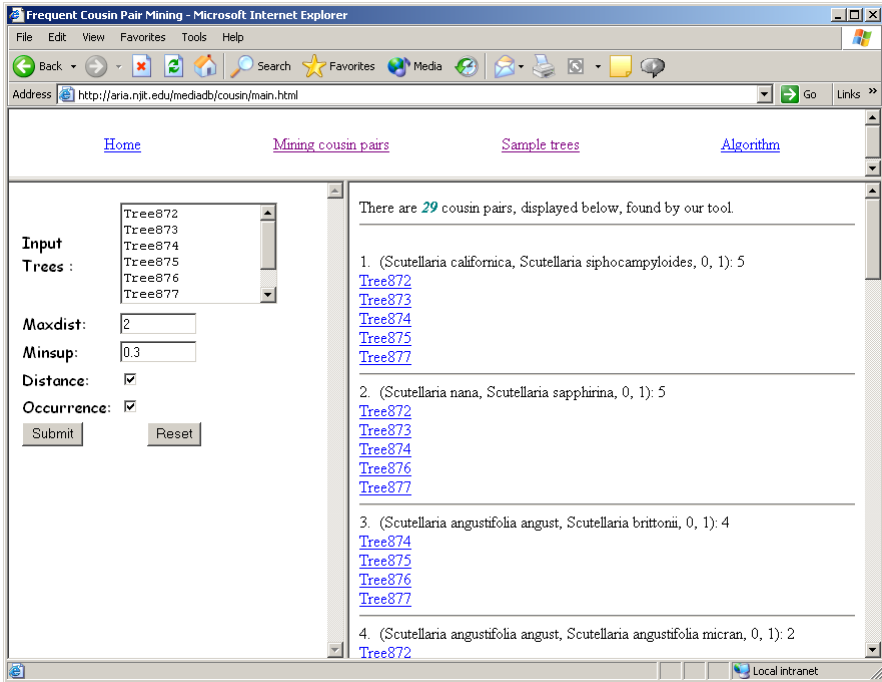 Frequent Cousin Pair Mining - Microsoft Internet Explorer
File Edit View Favorites Tools Help
Back Search Favorites Media
Address http://aria.njit.edu/mediadb/cousin/main.html Go Links »
Home Mining cousin pairs Sample trees Algorithm
Input Trees :
Tree872
Tree873
Tree874
Tree875
Tree876
Tree877
Maxdist: 2
Minsup: 0.3
Distance:
Occurrence:
Submit Reset
There are 29 cousin pairs, displayed below, found by our tool.
1. (Scutellaria californica, Scutellaria siphocampyloides, 0, 1): 5
Tree872
Tree873
Tree874
Tree875
Tree877
2. (Scutellaria nana, Scutellaria sapphirina, 0, 1): 5
Tree872
Tree873
Tree874
Tree876
Tree877
3. (Scutellaria angustifolia angust, Scutellaria brittonii, 0, 1): 4
Tree874
Tree875
Tree876
Tree877
4. (Scutellaria angustifolia angust, Scutellaria angustifolia micran, 0, 1): 2
Tree872
Local intranet